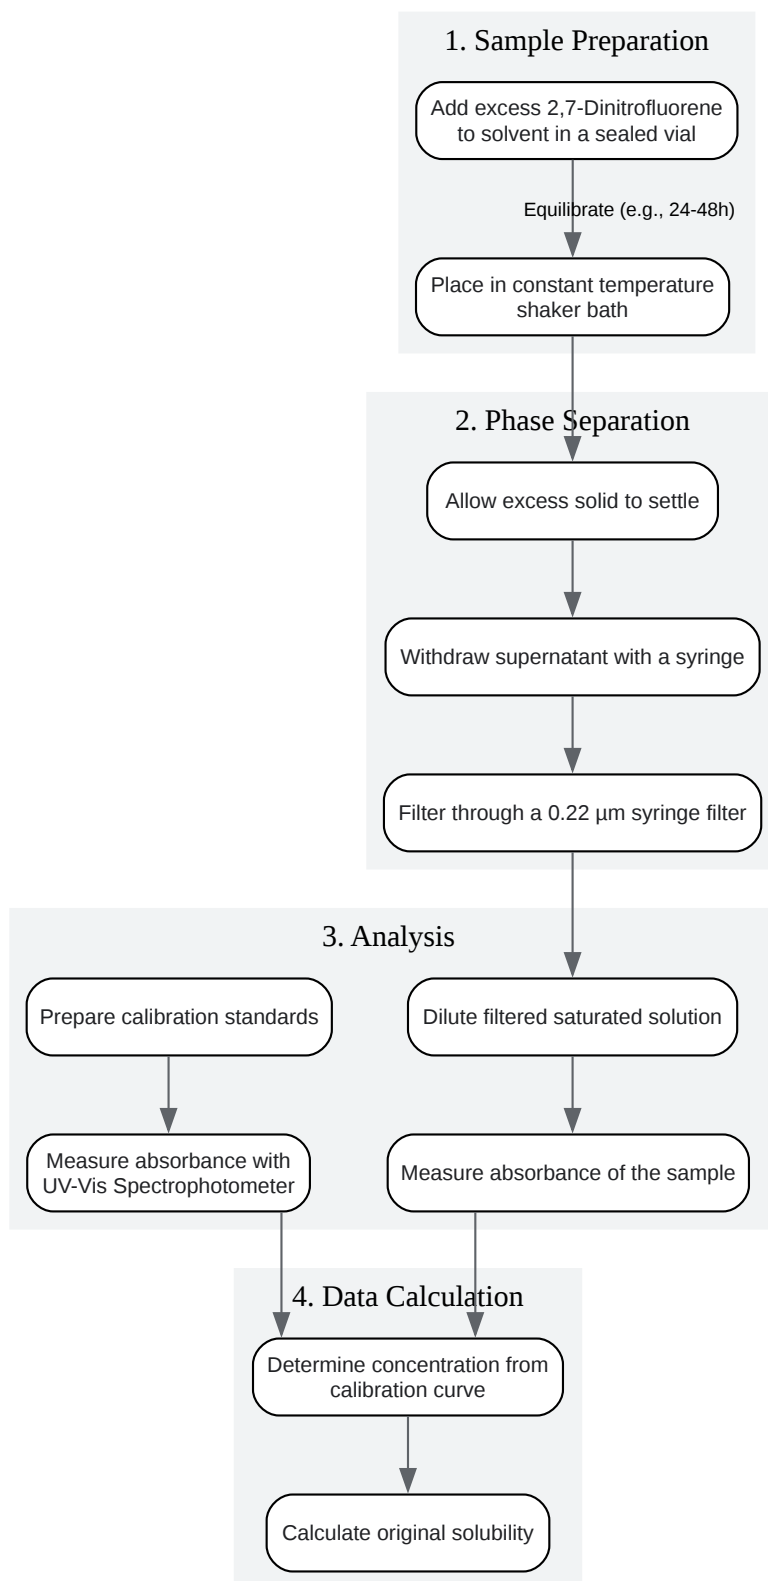 1. Sample Preparation
Add excess 2,7-Dinitrofluorene
to solvent in a sealed vial
Equilibrate (e.g., 24-48h)
Place in constant temperature
shaker bath
2. Phase Separation
Allow excess solid to settle
Withdraw supernatant with a syringe
Filter through a 0.22 µm syringe filter
3. Analysis
Prepare calibration standards
Dilute filtered saturated solution
Measure absorbance with
UV-Vis Spectrophotometer
Measure absorbance of the sample
4. Data Calculation
Determine concentration from
calibration curve
Calculate original solubility